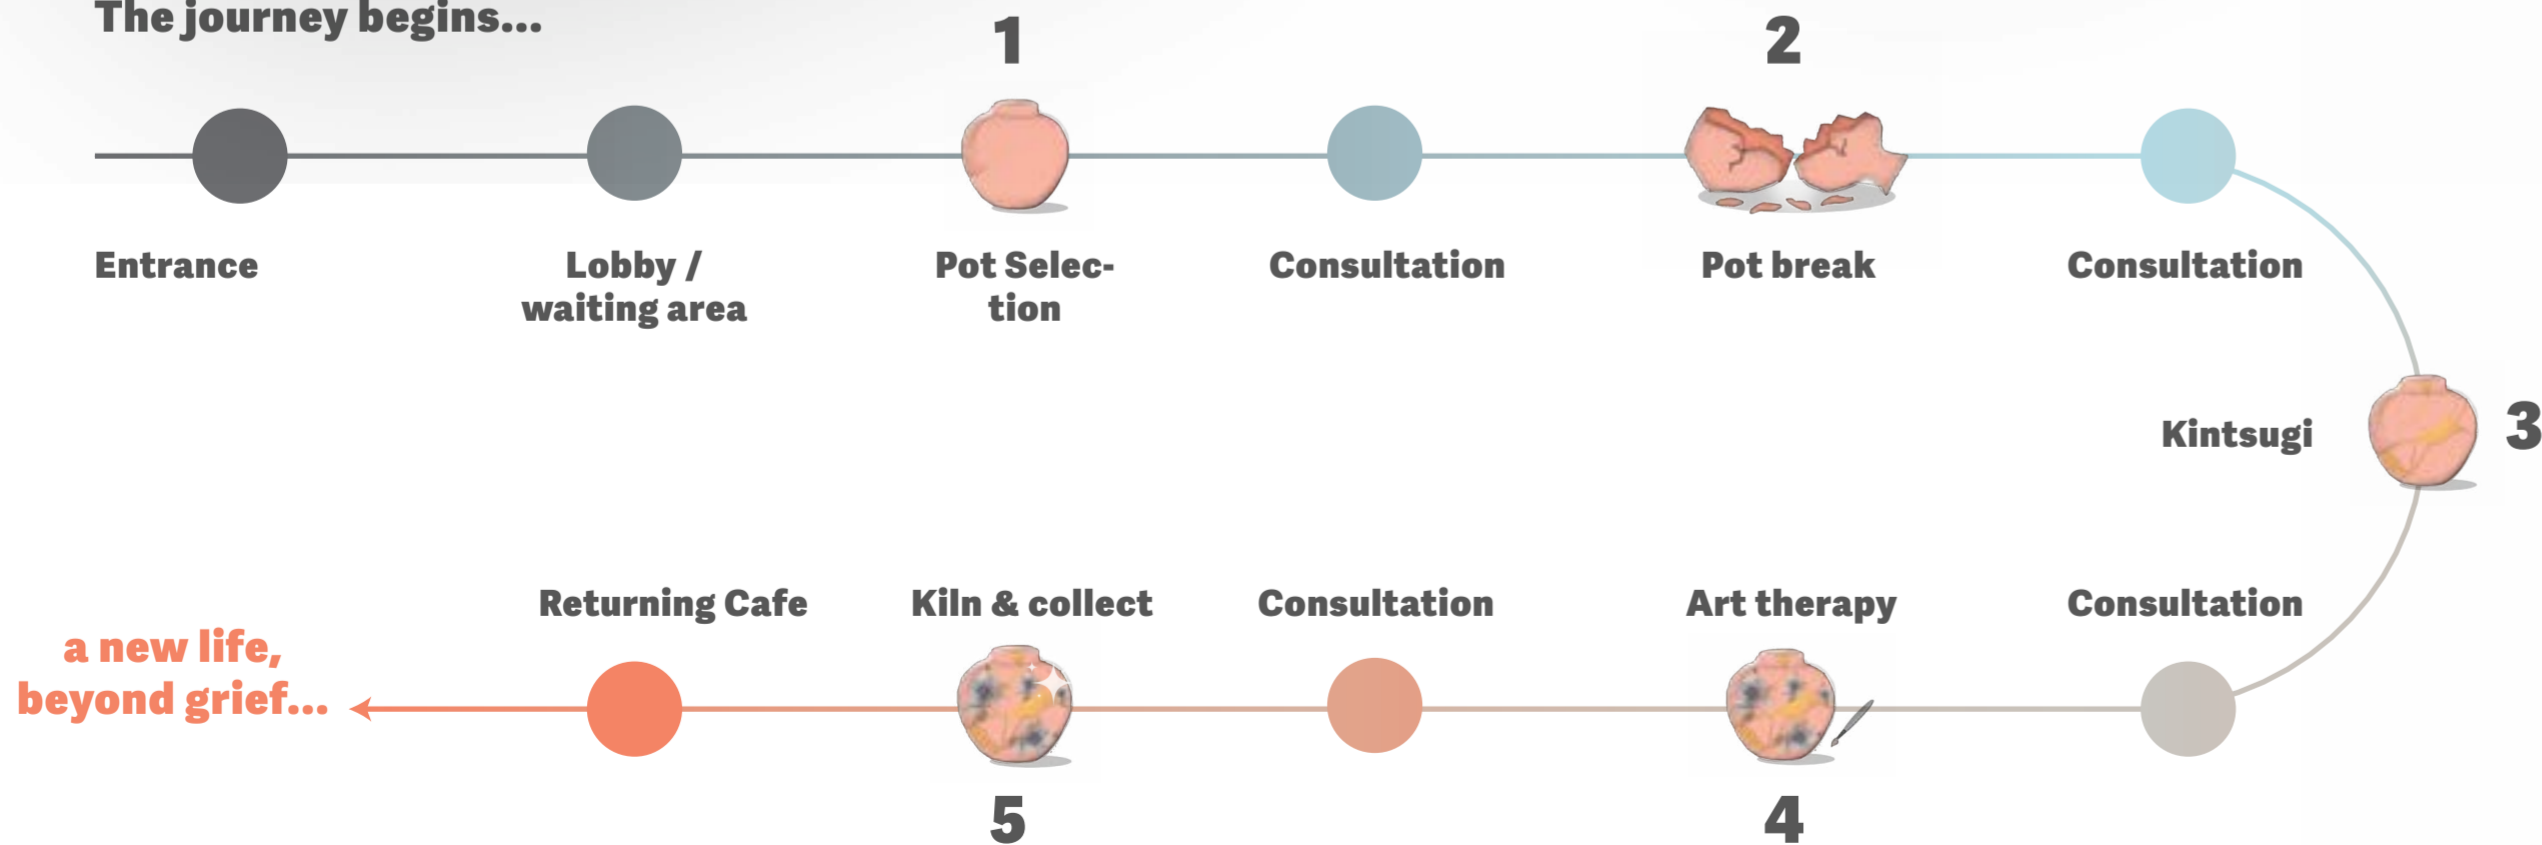 The journey begins...
1
2
Entrance
Lobby /
waiting area
Pot Selec-
tion
Consultation
Pot break
Consultation
Kintsugi
3
Consultation
Art therapy
4
Consultation
Kiln & collect
5
Returning Cafe
a new life,
beyond grief...